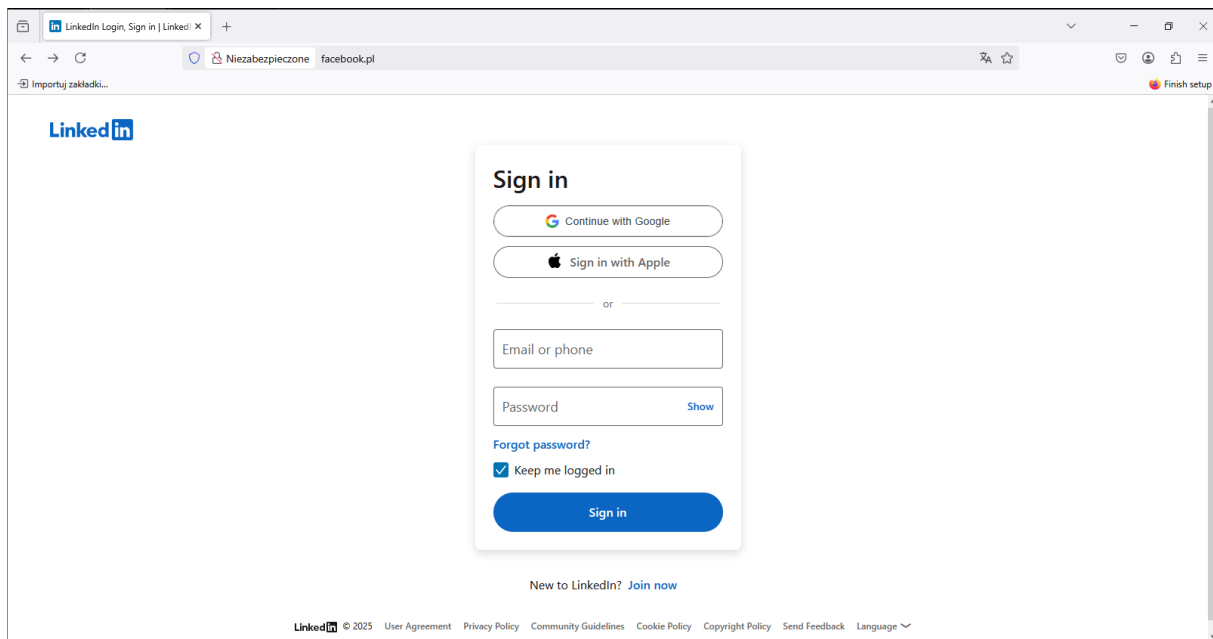 LinkedIn Login, Sign in | Linkedl
Niezabezpieczone facebook.pl
Importuj zakładki...
Finish setup
Linked in
Sign in
Continue with Google
Sign in with Apple
or
Email or phone
Password Show
Forgot password?
Keep me logged in
Sign in
New to LinkedIn? Join now
Linked in © 2025 User Agreement Privacy Policy Community Guidelines Cookie Policy Copyright Policy Send Feedback Language